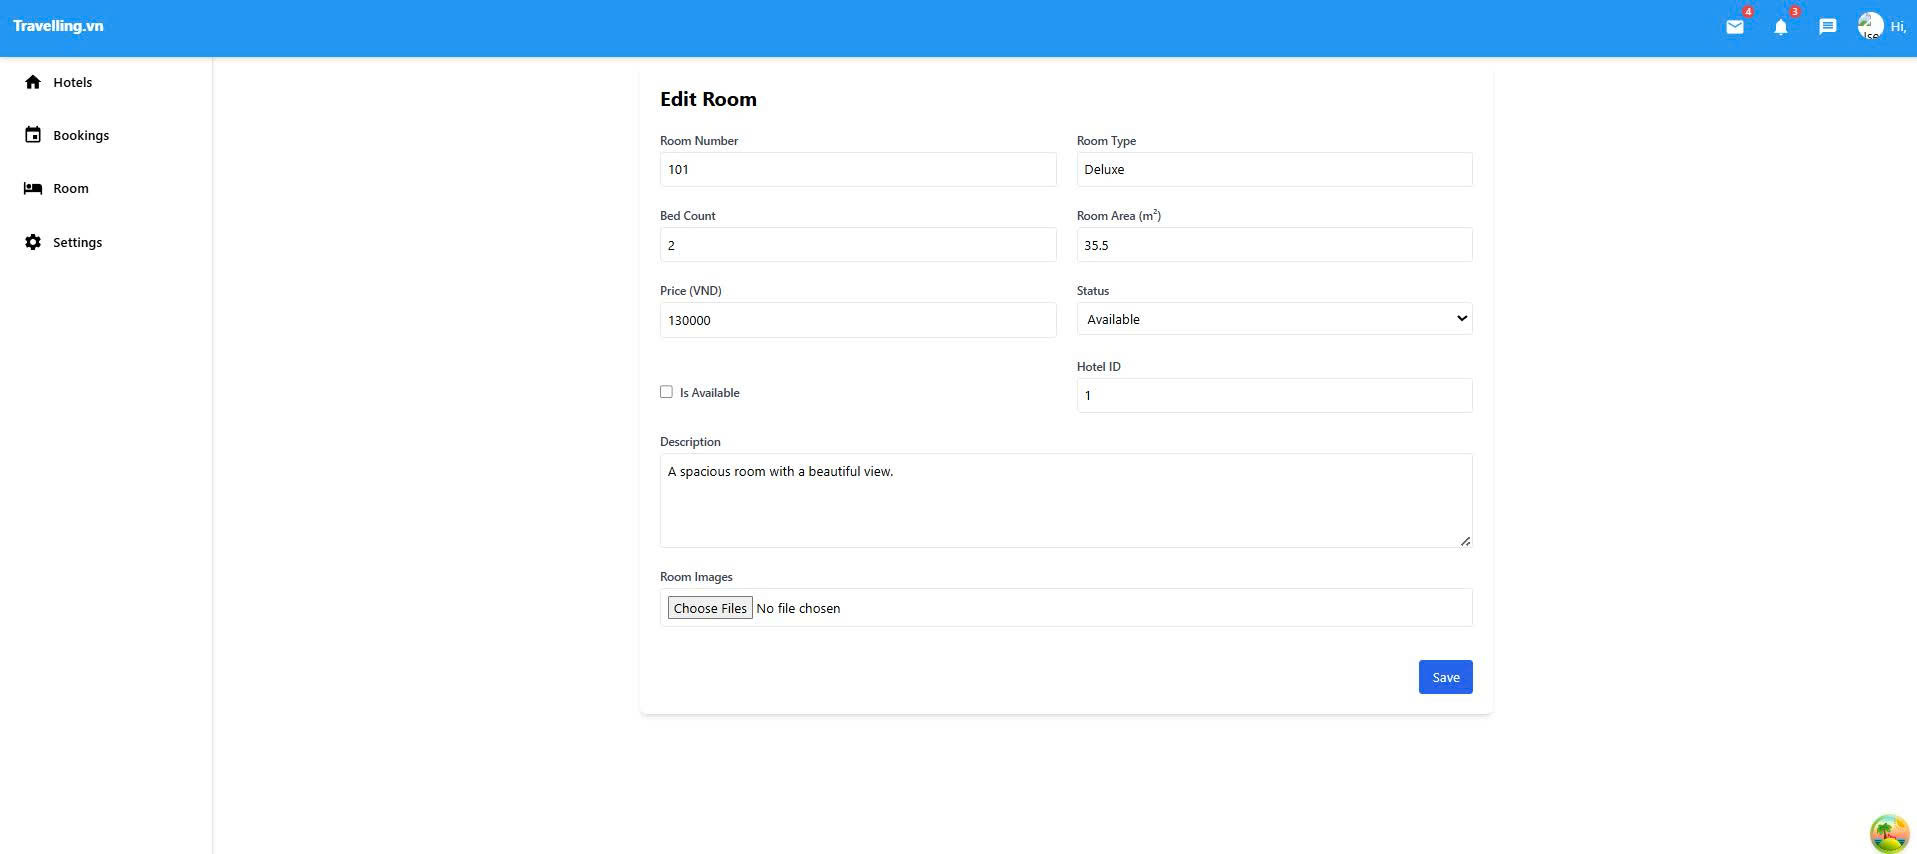 Travelling.vn
4
3
Hi,
Hotels
Bookings
Room
Settings
Edit Room
Room Number
Room Type
101
Deluxe
Bed Count
Room Area (m²)
2
35.5
Price (VND)
Status
130000
Available
Hotel ID
Is Available
1
Description
A spacious room with a beautiful view.
Room Images
Choose Files No file chosen
Save